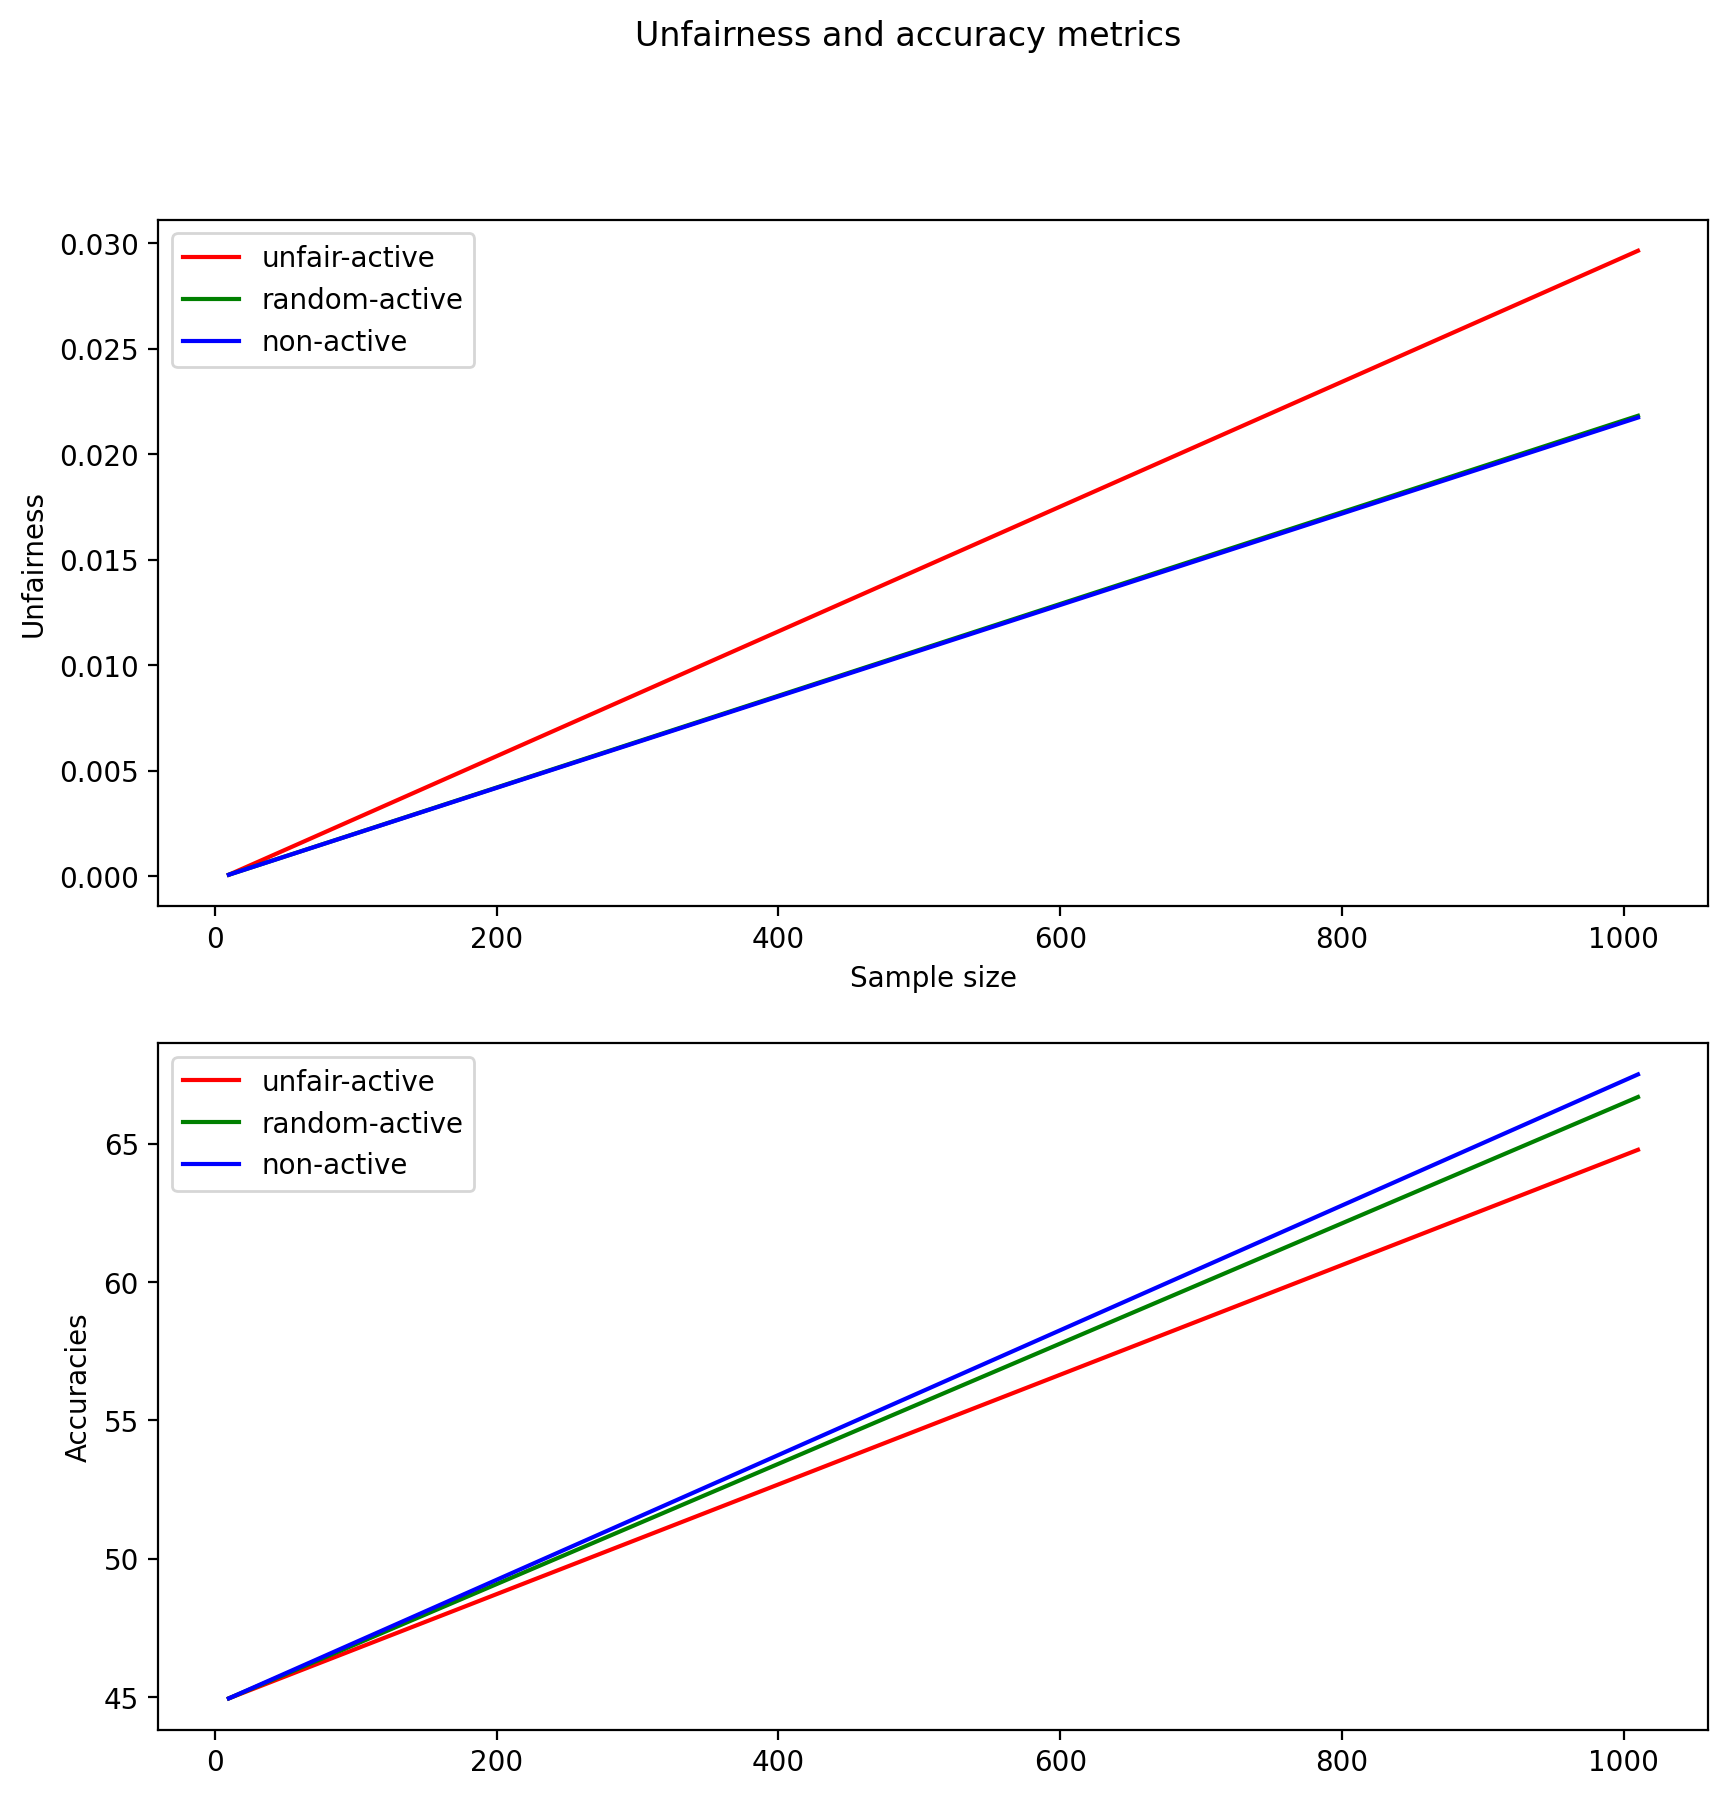 Unfairness and accuracy metrics
unfair-active
random-active
non-active
0.030
0.025
0.020
0.015
0.010
0.005
0.000
Unfairness
0 200 400 600 800 1000
Sample size
unfair-active
random-active
non-active
65
60
55
50
45
Accuracies
0 200 400 600 800 1000